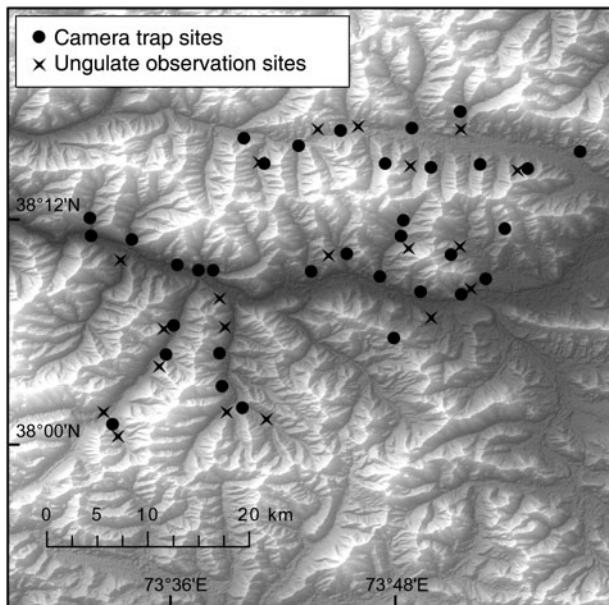 Camera trap sites
Ungulate observation sites
38°12'N
38°00'N
0 5 10 20 km
73°36'E 73°48'E